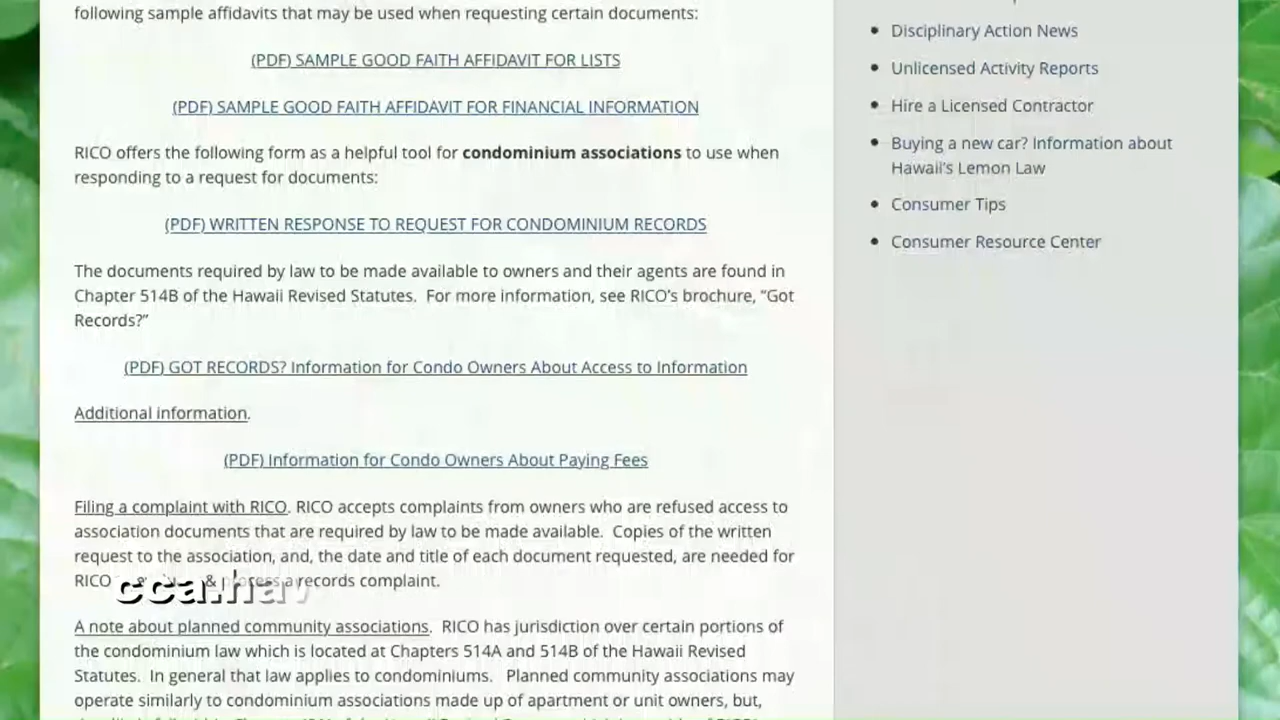 following sample affidavits that may be used when requesting certain documents:
(PDF) SAMPLE GOOD FAITH AFFIDAVIT FOR LISTS
(PDF) SAMPLE GOOD FAITH AFFIDAVIT FOR FINANCIAL INFORMATION
RICO offers the following form as a helpful tool for condominium associations to use when
responding to a request for documents:
(PDF) WRITTEN RESPONSE TO REQUEST FOR CONDOMINIUM RECORDS
The documents required by law to be made available to owners and their agents are found in
Chapter 514B of the Hawaii Revised Statutes.  For more information, see RICO's brochure, “Got
Records?”
(PDF) GOT RECORDS? Information for Condo Owners About Access to Information
Additional information.
(PDF) Information for Condo Owners About Paying Fees
Filing a complaint with RICO. RICO accepts complaints from owners who are refused access to
association documents that are required by law to be made available.  Copies of the written
request to the association, and, the date and title of each document requested, are needed for
RICO & process a records complaint.
cca.ha
A note about planned community associations.  RICO has jurisdiction over certain portions of
the condominium law which is located at Chapters 514A and 514B of the Hawaii Revised
Statutes.  In general that law applies to condominiums.   Planned community associations may
operate similarly to condominium associations made up of apartment or unit owners, but,
Disciplinary Action News
Unlicensed Activity Reports
Hire a Licensed Contractor
Buying a new car? Information about
Hawaii's Lemon Law
Consumer Tips
Consumer Resource Center